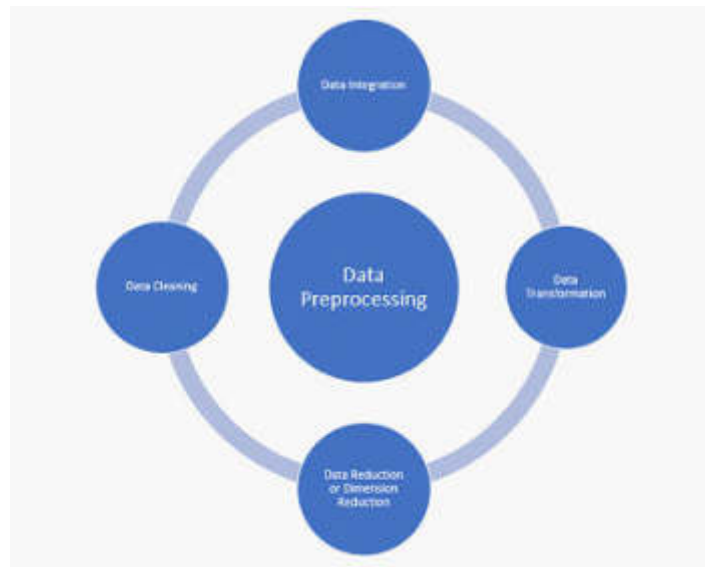 Data Integration
Data Cleaning
Data
Preprocessing
Data
Transformation
Data Reduction
or Dimension
Reduction